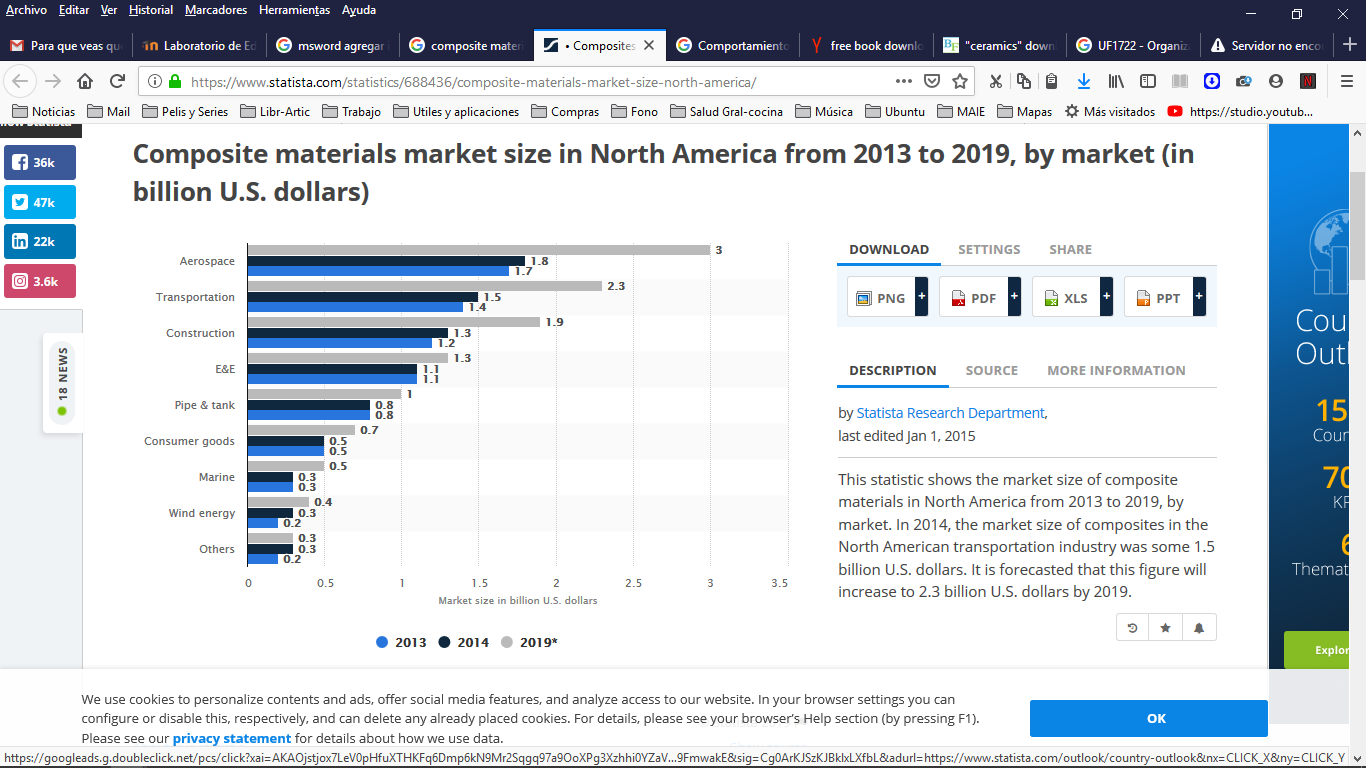 Archivo Editar Ver Historial Marcadores Herramientas Ayuda
Para que veas qu Laboratorio de Ed msword agregar composite mater • Composites Comportamiento free book downlo "ceramics" down UF1722 - Organiza Servidor no enco
https://www.statista.com/statistics/688436/composite-materials-market-size-north-america/
Noticias Mail Pelis y Series Libr-Artic Trabajo Utiles y aplicaciones Compras Fono Salud Gral-cocina Música Ubuntu MAIE Mapas Más visitados https://studio.youtub...
36k
47k
22k
3.6k
18 NEWS
Composite materials market size in North America from 2013 to 2019, by market (in
billion U.S. dollars)
Aerospace 3 1.8 1.7
Transportation 2.3 1.5 1.4
Construction 1.9 1.3 1.2
E&E 1.3 1.1 1.1
Pipe & tank 1 0.8 0.8
Consumer goods 0.7 0.5 0.5
Marine 0.5 0.3 0.3
Wind energy 0.4 0.3 0.2
Others 0.3 0.3 0.2
0 0.5 1 1.5 2 2.5 3 3.5
Market size in billion U.S. dollars
2013 2014 2019*
DOWNLOAD SETTINGS SHARE
PNG + PDF + XLS + PPT +
DESCRIPTION SOURCE MORE INFORMATION
by Statista Research Department,
last edited Jan 1, 2015
This statistic shows the market size of composite
materials in North America from 2013 to 2019, by
market. In 2014, the market size of composites in the
North American transportation industry was some 1.5
billion U.S. dollars. It is forecasted that this figure will
increase to 2.3 billion U.S. dollars by 2019.
Cou
Outl
15
Cour
70
KP
6
Themat
Explor
We use cookies to personalize contents and ads, offer social media features, and analyze access to our website. In your browser settings you can
configure or disable this, respectively, and can delete any already placed cookies. For details, please see your browser's Help section (by pressing F1).
Please see our privacy statement for details about how we use data.
OK